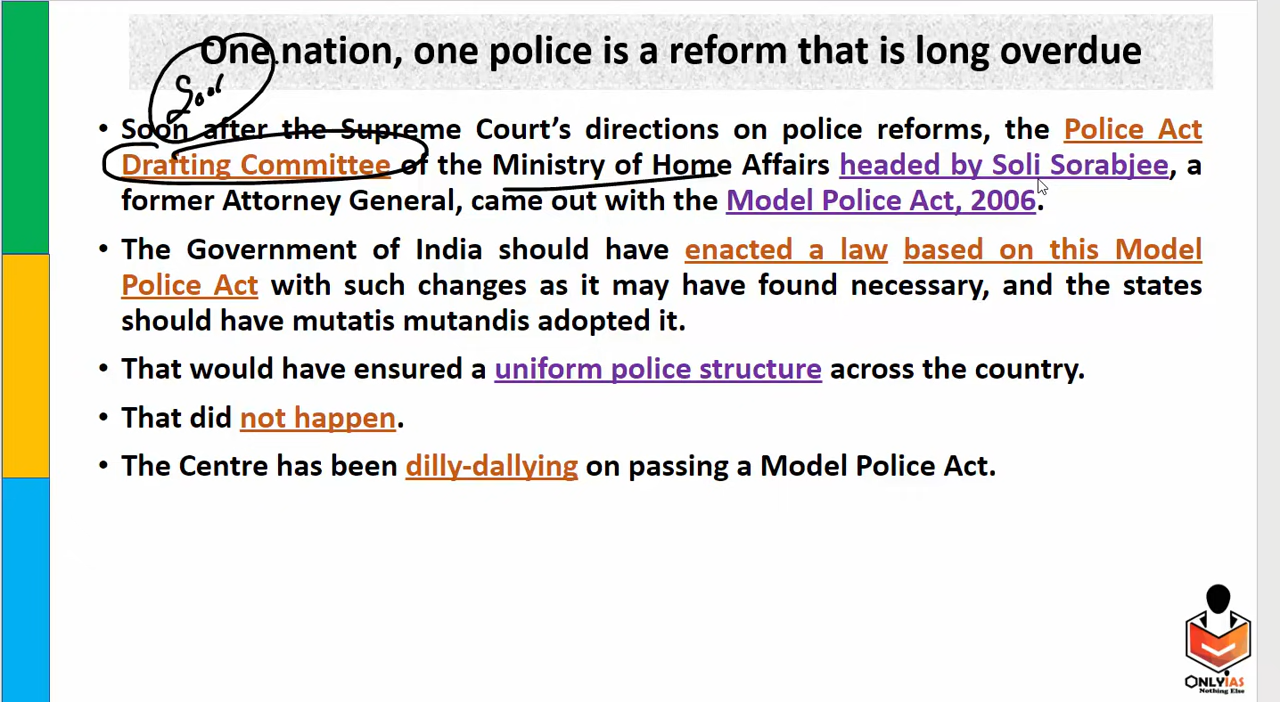 One nation, one police is a reform that is long overdue
• Soon after the Supreme Court's directions on police reforms, the Police Act
Drafting Committee of the Ministry of Home Affairs headed by Soli Sorabjee, a
former Attorney General, came out with the Model Police Act, 2006.
• The Government of India should have enacted a law based on this Model
Police Act with such changes as it may have found necessary, and the states
should have mutatis mutandis adopted it.
• That would have ensured a uniform police structure across the country.
• That did not happen.
• The Centre has been dilly-dallying on passing a Model Police Act.
ONLYIAS
Nothing Else